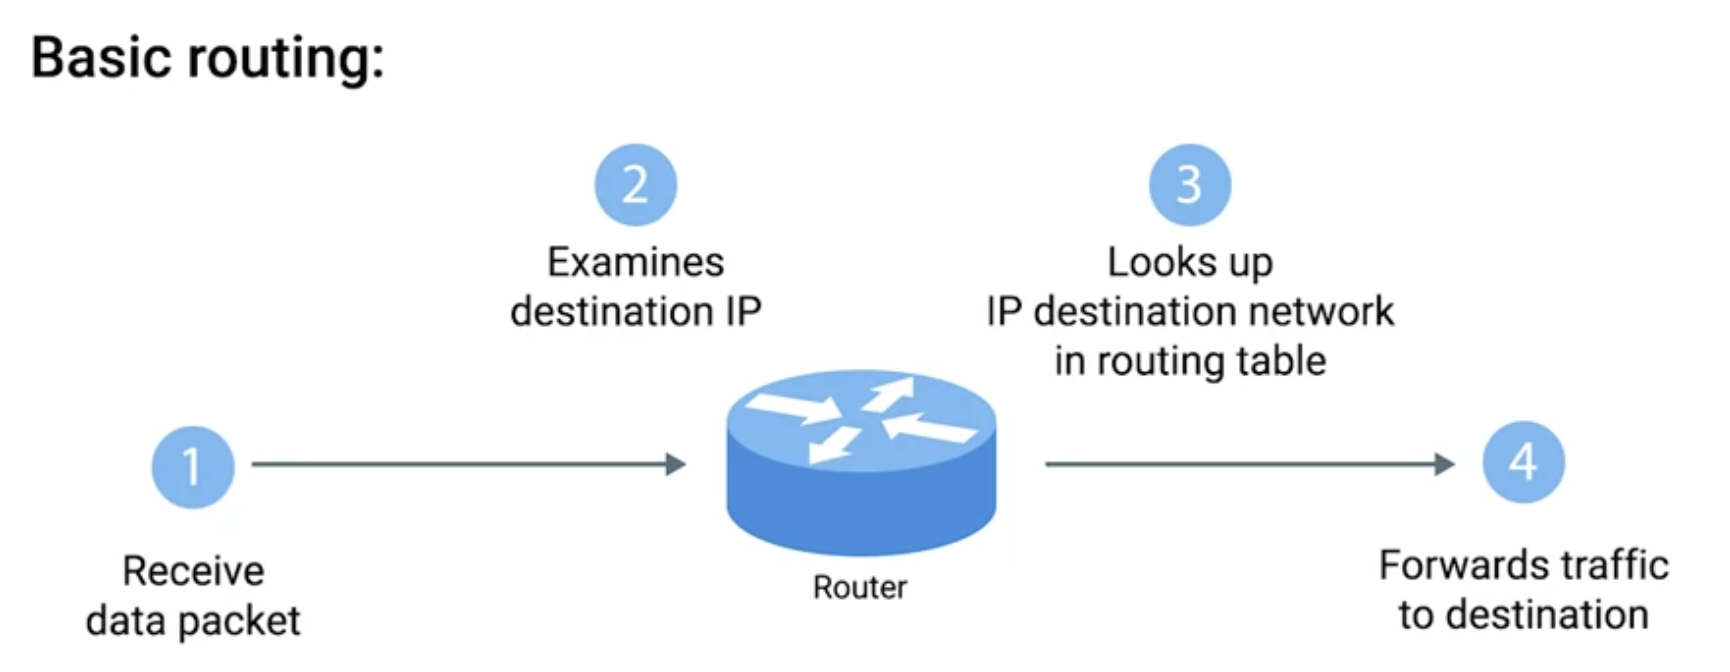 Basic routing:
1
Receive
data packet
2
Examines
destination IP
3
Looks up
IP destination network
in routing table
Router
4
Forwards traffic
to destination